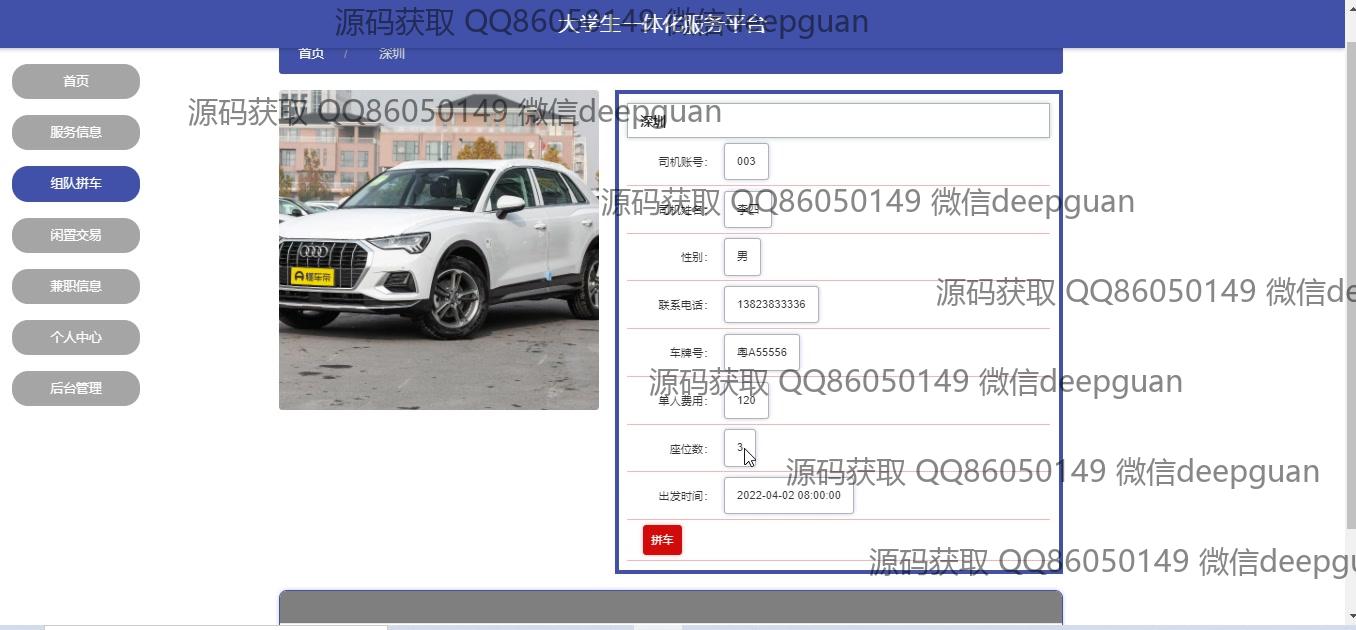 大学生一体化服务平台
源码获取 QQ86050149 微信deepguan
首页 / 深圳
首页
服务信息
组队拼车
闲置交易
兼职信息
个人中心
后台管理
源码获取 QQ86050149 微信deepguan
懂车帝
深圳
司机账号： 003
源码获取 QQ86050149 微信deepguan
司机姓名： 李四
性别： 男
源码获取 QQ86050149 微信de
联系电话： 13823833336
车牌号： 粤A55556
源码获取 QQ86050149 微信deepguan
单人费用： 120
座位数： 3
源码获取 QQ86050149 微信deepguan
出发时间： 2022-04-02 08:00:00
拼车
源码获取 QQ86050149 微信deepgu